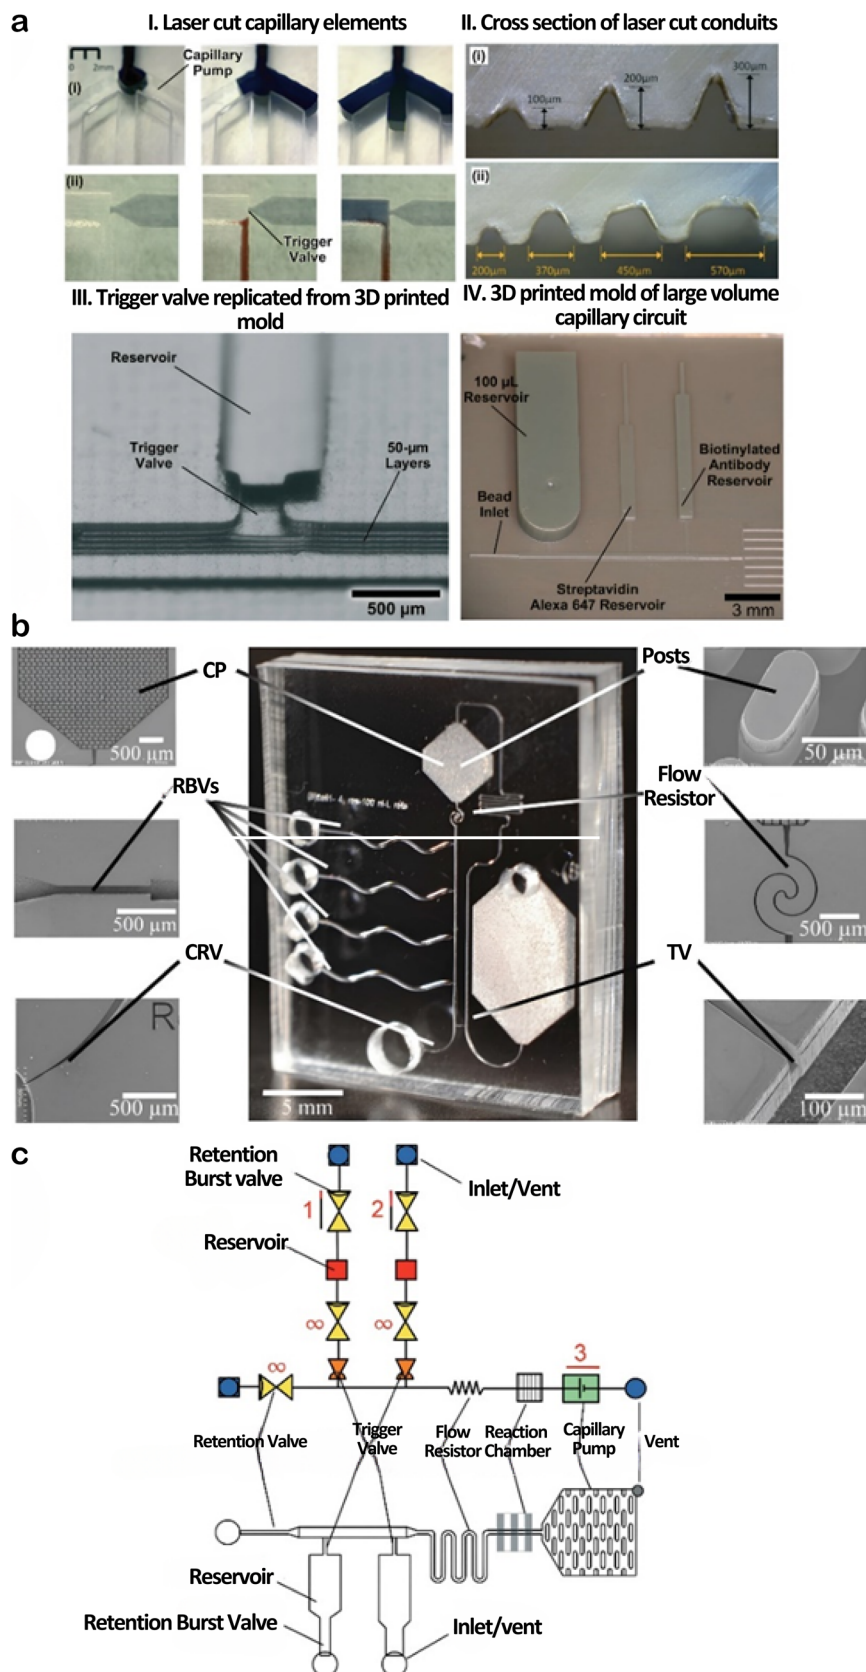 a
I. Laser cut capillary elements
II. Cross section of laser cut conduits
0 2mm
Capillary
Pump
(i)
(ii)
Trigger
Valve
(i)
100µm
200µm
300µm
(ii)
200µm
370µm
450µm
570µm
III. Trigger valve replicated from 3D printed
mold
IV. 3D printed mold of large volume
capillary circuit
Reservoir
Trigger
Valve
50-µm
Layers
500 µm
100 µL
Reservoir
Biotinylated
Antibody
Reservoir
Bead
Inlet
Streptavidin
Alexa 647 Reservoir
3 mm
b
CP
500 µm
RBVs
500 µm
CRV
R
500 µm
5 mm
Posts
50 µm
Flow
Resistor
500 µm
TV
100 µm
c
Retention
Burst valve
Inlet/Vent
1
2
Reservoir
∞
∞
∞
3
Retention Valve
Trigger
Valve
Flow
Resistor
Reaction
Chamber
Capillary
Pump
Vent
Reservoir
Retention Burst Valve
Inlet/vent